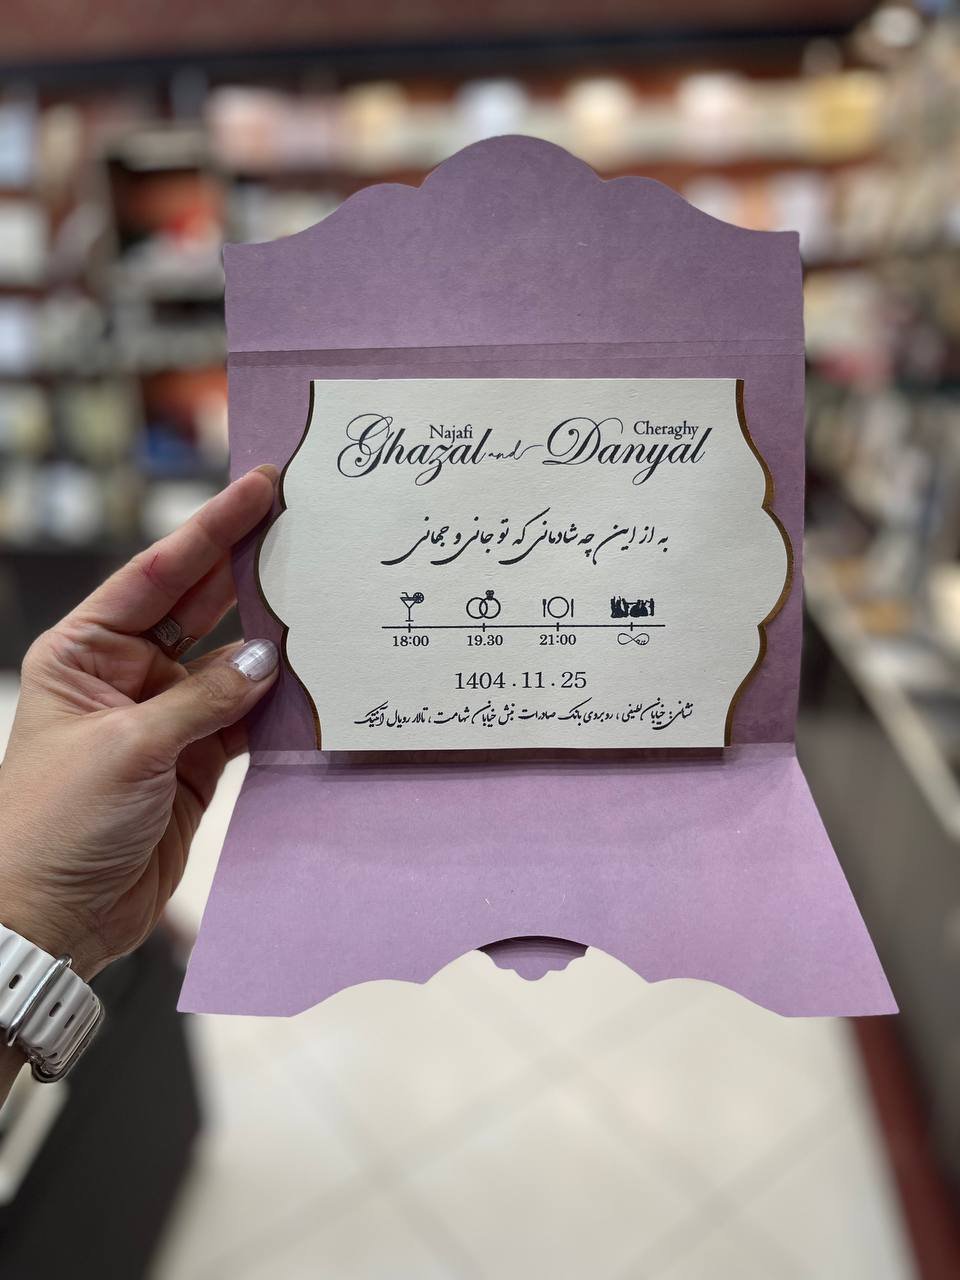 Ghazal Najafi and Danyal Cheraghy
به از این چه شادمانی که تو جانی و جهانی
18:00 19.30 21:00
1404 . 11 . 25
نشانی: خیابان لطیفی ، روبروی بانک صادرات نبش خیابان شهامت ، تالار رویال آنتیک